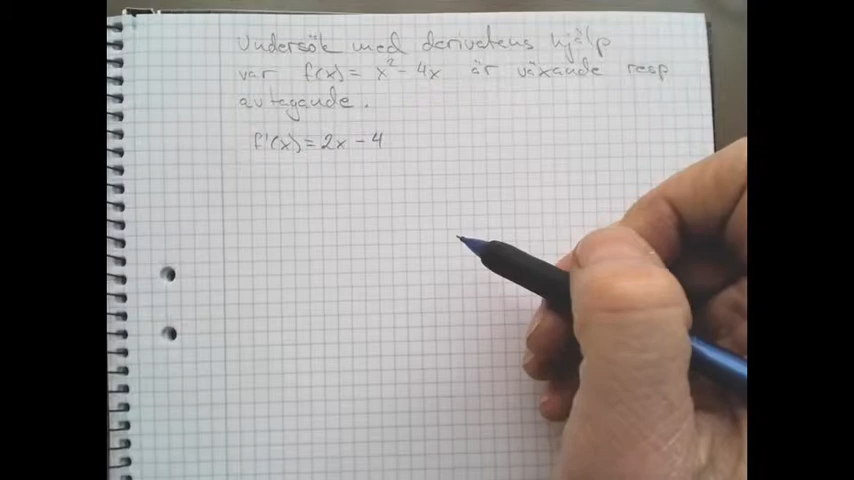 Undersök med derivatans hjälp
var f(x) = x² - 4x är växande resp
avtagande.
f'(x) = 2x - 4